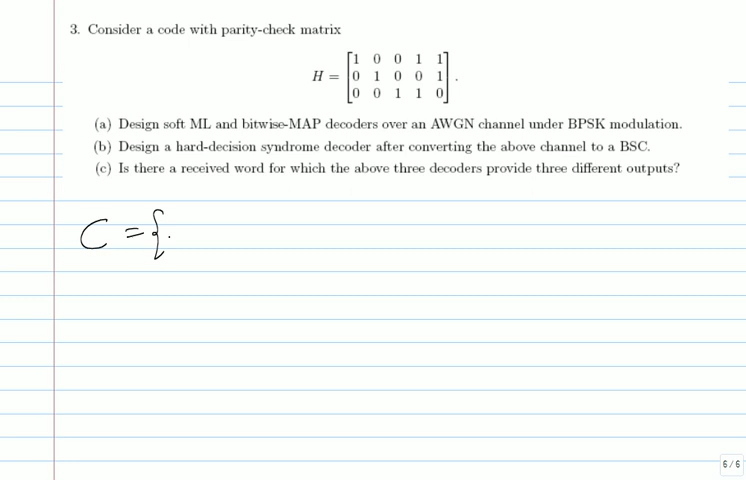 3. Consider a code with parity-check matrix
H = [1 0 0 1 1
0 1 0 0 1
0 0 1 1 0] .
(a) Design soft ML and bitwise-MAP decoders over an AWGN channel under BPSK modulation.
(b) Design a hard-decision syndrome decoder after converting the above channel to a BSC.
(c) Is there a received word for which the above three decoders provide three different outputs?
C = {.
6 / 6